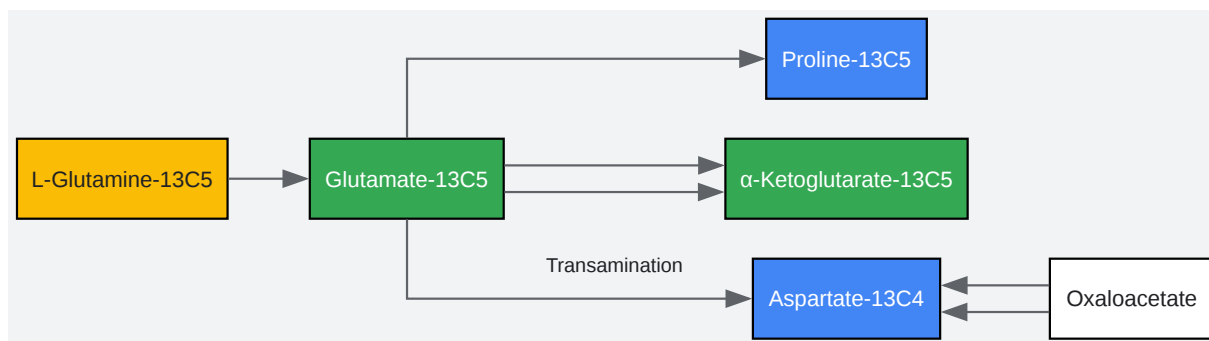 Proline-13C5
L-Glutamine-13C5
Glutamate-13C5
α-Ketoglutarate-13C5
Transamination
Aspartate-13C4
Oxaloacetate